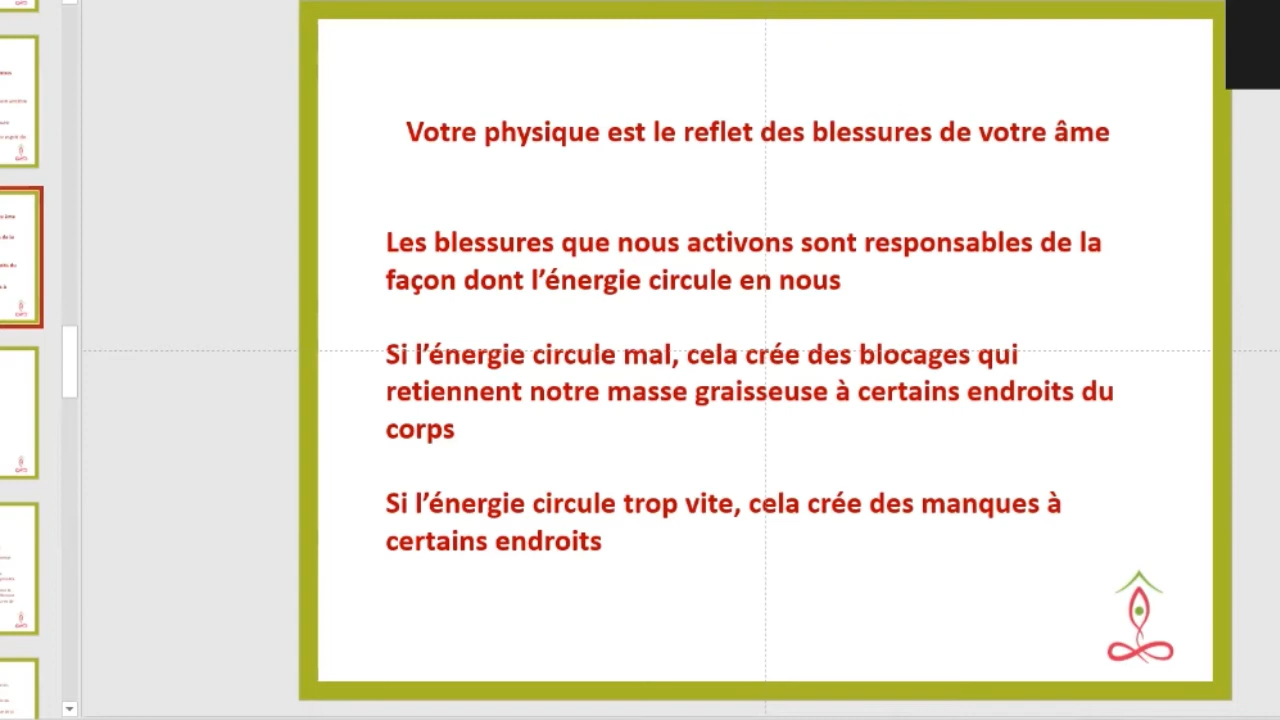 Votre physique est le reflet des blessures de votre âme
Les blessures que nous activons sont responsables de la
façon dont l’énergie circule en nous
Si l’énergie circule mal, cela crée des blocages qui
retiennent notre masse graisseuse à certains endroits du
corps
Si l’énergie circule trop vite, cela crée des manques à
certains endroits